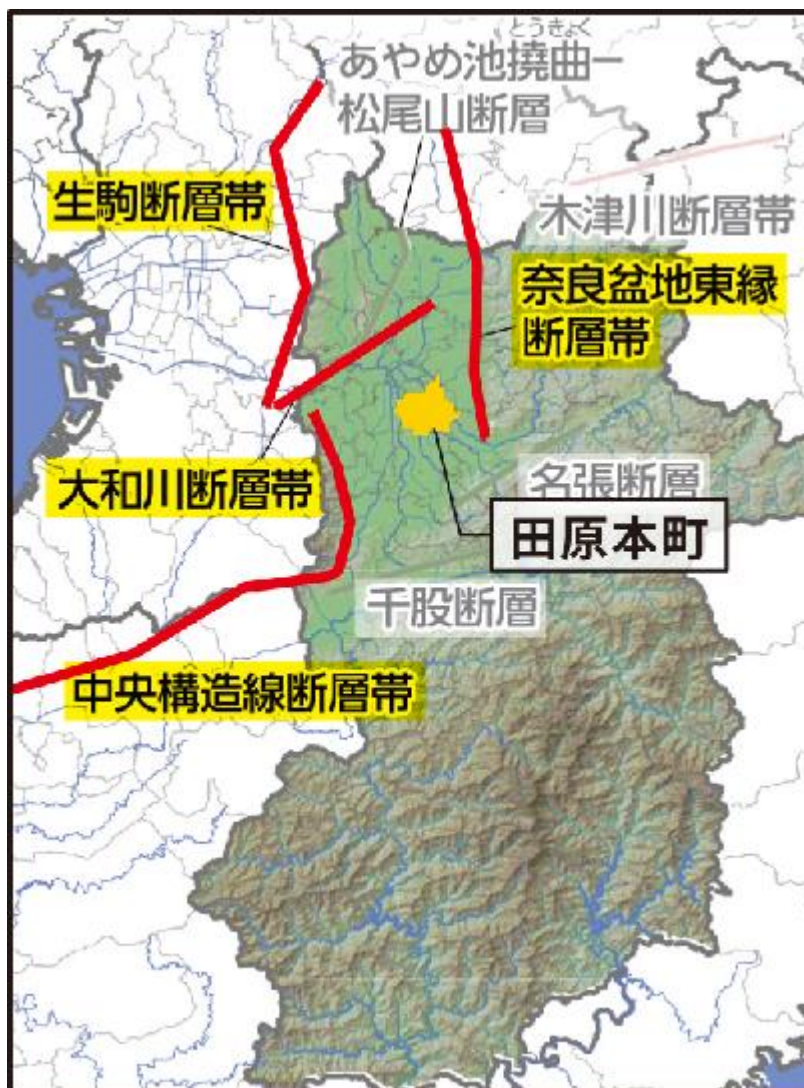 とうきょく
あやめ池撓曲ー
松尾山断層
生駒断層帯
木津川断層帯
奈良盆地東縁
断層帯
大和川断層帯
名張断層
田原本町
千股断層
中央構造線断層帯